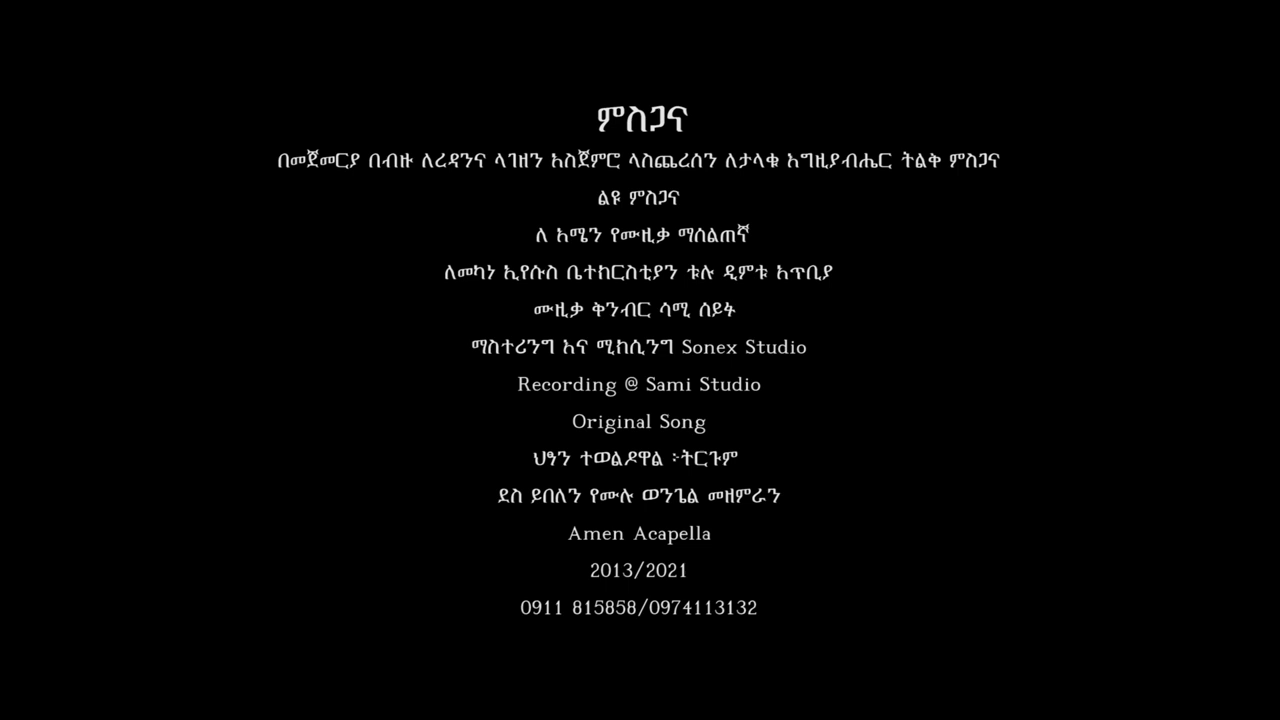 ምስጋና
በመጀመርያ በብዙ ለረዳንና ላገዘን አስጀምሮ ላስጨረሰን ለታላቁ እግዚያብሔር ትልቅ ምስጋና
ልዩ ምስጋና
ለ አሜን የሙዚቃ ማሰልጠኛ
ለመካነ ኢየሱስ ቤተከርስቲያን ቱሉ ዲምቱ አጥቢያ
ሙዚቃ ቅንብር ሳሚ ሰይፉ
ማስተሪንግ እና ሚክሲንግ Sonex Studio
Recording @ Sami Studio
Original Song
ህፃን ተወልዶዋል ፦ትርጉም
ደስ ይበለን የሙሉ ወንጌል መዘምራን
Amen Acapella
2013/2021
0911 815858/0974113132